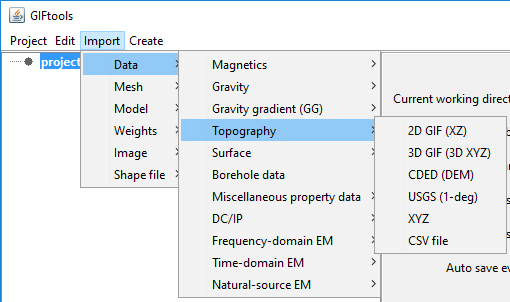 GIFtools
Project Edit Import Create
project
Data
Mesh
Model
Weights
Image
Shape file
Magnetics
Gravity
Gravity gradient (GG)
Topography
Surface
Borehole data
Miscellaneous property data
DC/IP
Frequency-domain EM
Time-domain EM
Natural-source EM
2D GIF (XZ)
3D GIF (3D XYZ)
CDED (DEM)
USGS (1-deg)
XYZ
CSV file
Current working direc
Auto save eve